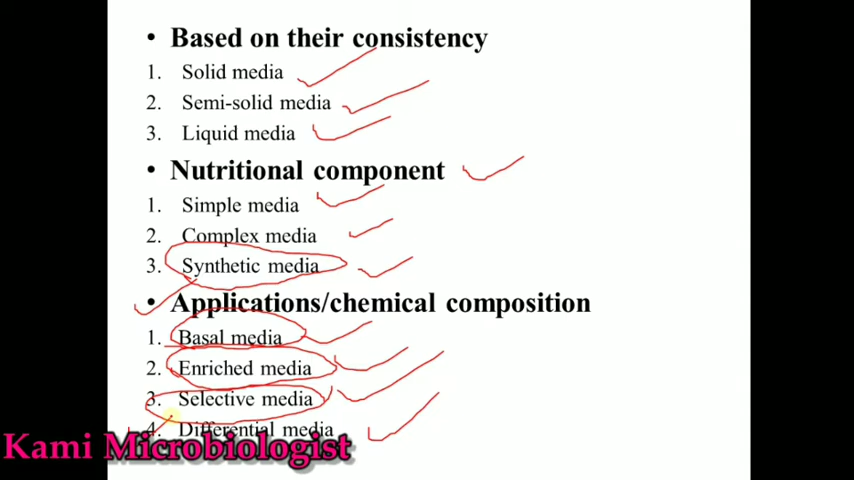 • Based on their consistency
1. Solid media
2. Semi-solid media
3. Liquid media
• Nutritional component
1. Simple media
2. Complex media
3. Synthetic media
• Applications/chemical composition
1. Basal media
2. Enriched media
3. Selective media
4. Differential media
Kami Microbiologist